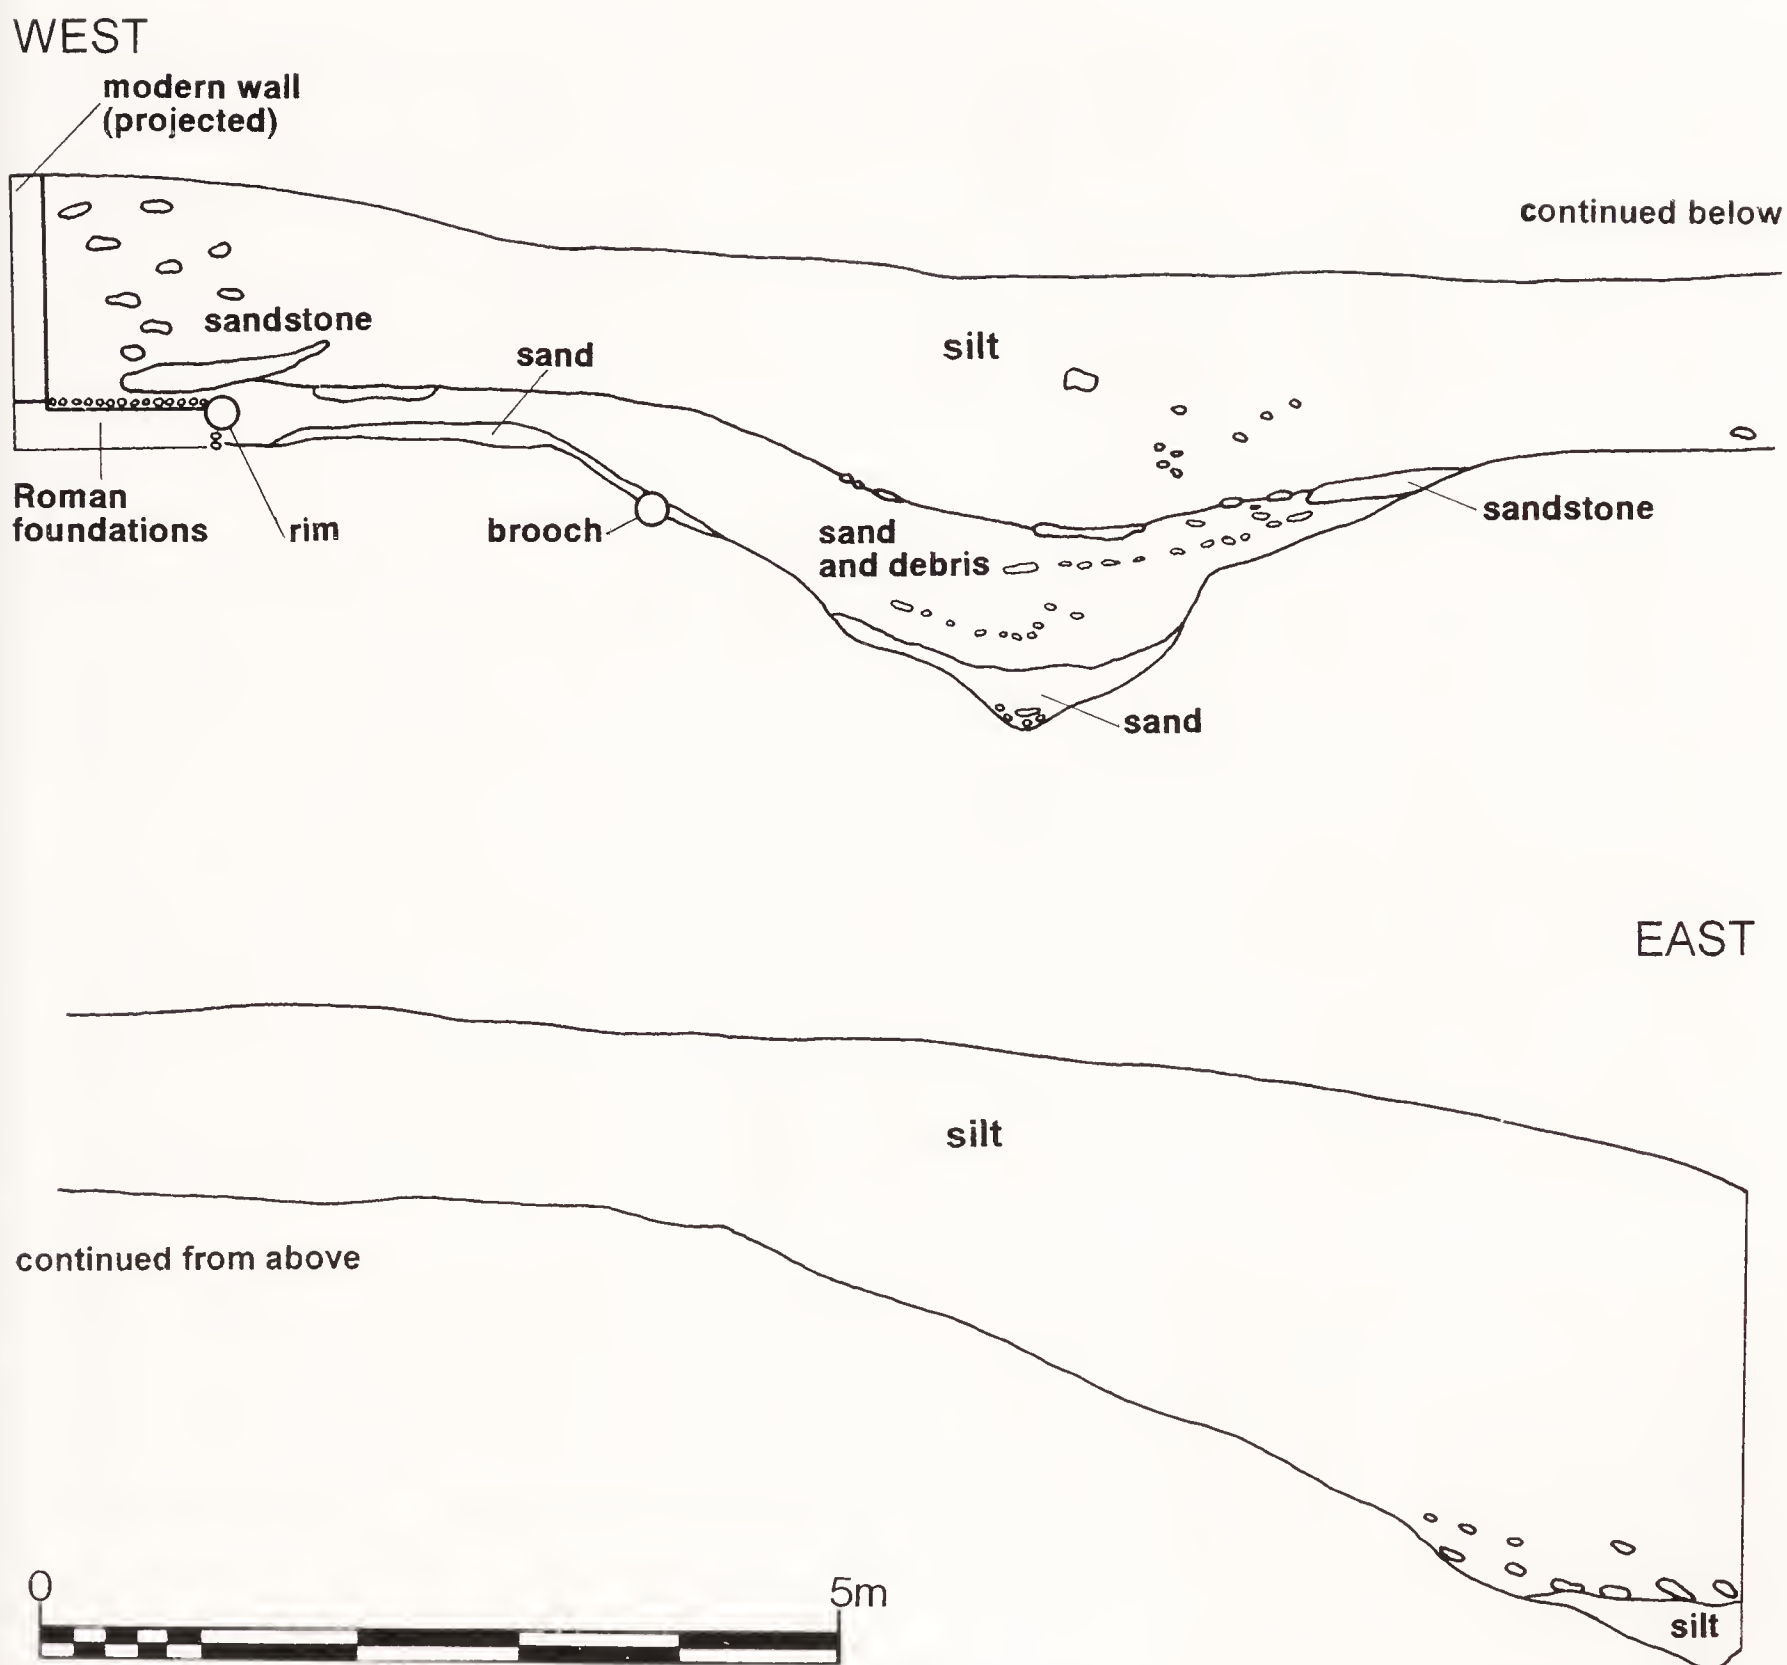 WEST
modern wall
(projected)
continued below
sandstone
sand
silt
Roman
foundations
rim
brooch
sand
and debris
sandstone
sand
EAST
silt
continued from above
0
5m
silt